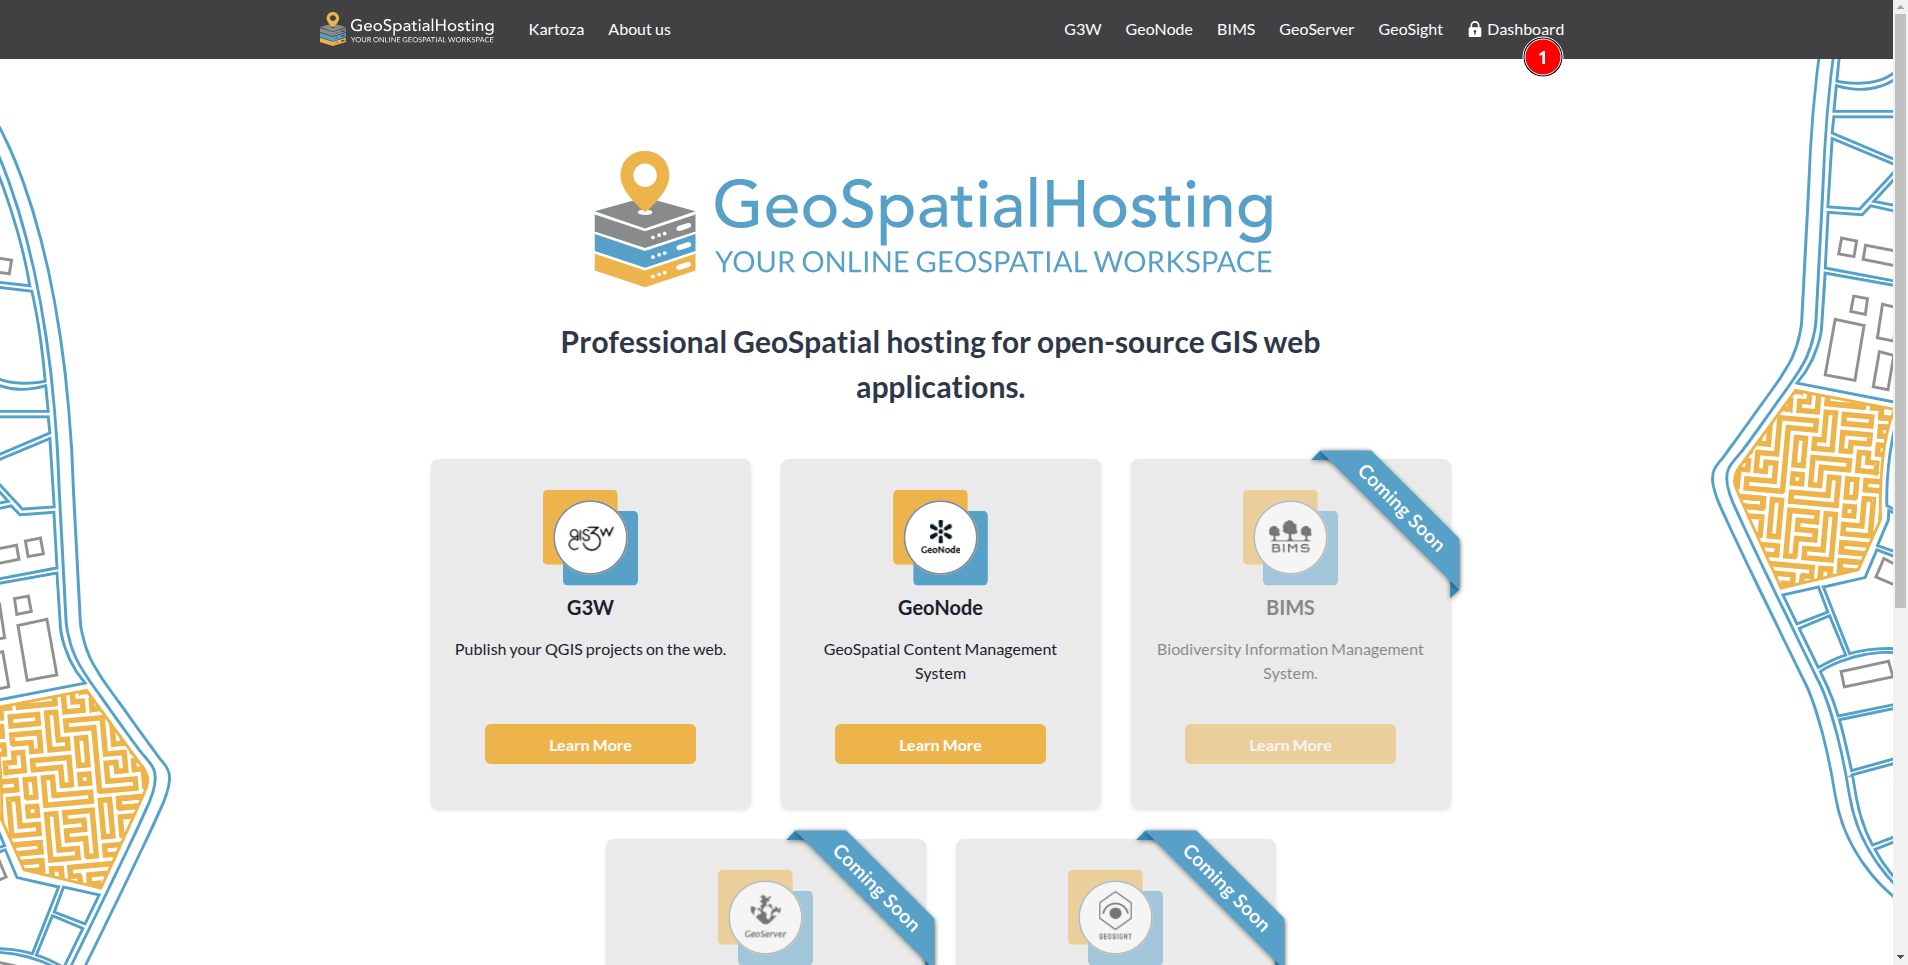 GeoSpatialHosting
YOUR ONLINE GEOSPATIAL WORKSPACE
Kartoza
About us
G3W
GeoNode
BIMS
GeoServer
GeoSight
Dashboard
1
GeoSpatialHosting
YOUR ONLINE GEOSPATIAL WORKSPACE
Professional GeoSpatial hosting for open-source GIS web
applications.
gis3w
G3W
Publish your QGIS projects on the web.
Learn More
GeoNode
GeoNode
GeoSpatial Content Management
System
Learn More
Coming Soon
BIMS
BIMS
Biodiversity Information Management
System.
Learn More
Coming Soon
GeoServer
Coming Soon
GEOSIGHT